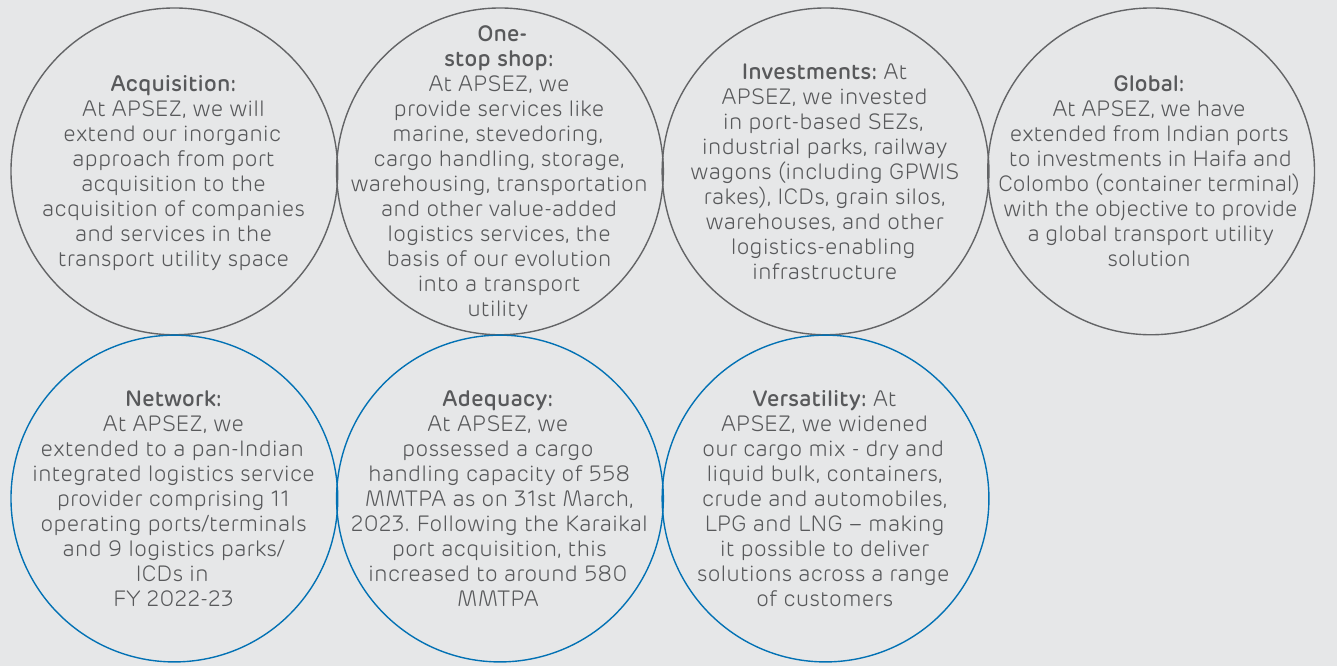 Acquisition:
At APSEZ, we will
extend our inorganic
approach from port
acquisition to the
acquisition of companies
and services in the
transport utility space
One-
stop shop:
At APSEZ, we
provide services like
marine, stevedoring,
cargo handling, storage,
warehousing, transportation
and other value-added
logistics services, the
basis of our evolution
into a transport
utility
Investments: At
APSEZ, we invested
in port-based SEZs,
industrial parks, railway
wagons (including GPWIS
rakes), ICDs, grain silos,
warehouses, and other
logistics-enabling
infrastructure
Global:
At APSEZ, we have
extended from Indian ports
to investments in Haifa and
Colombo (container terminal)
with the objective to provide
a global transport utility
solution
Network:
At APSEZ, we
extended to a pan-Indian
integrated logistics service
provider comprising 11
operating ports/terminals
and 9 logistics parks/
ICDs in
FY 2022-23
Adequacy:
At APSEZ, we
possessed a cargo
handling capacity of 558
MMTPA as on 31st March,
2023. Following the Karaikal
port acquisition, this
increased to around 580
MMTPA
Versatility: At
APSEZ, we widened
our cargo mix - dry and
liquid bulk, containers,
crude and automobiles,
LPG and LNG – making
it possible to deliver
solutions across a range
of customers